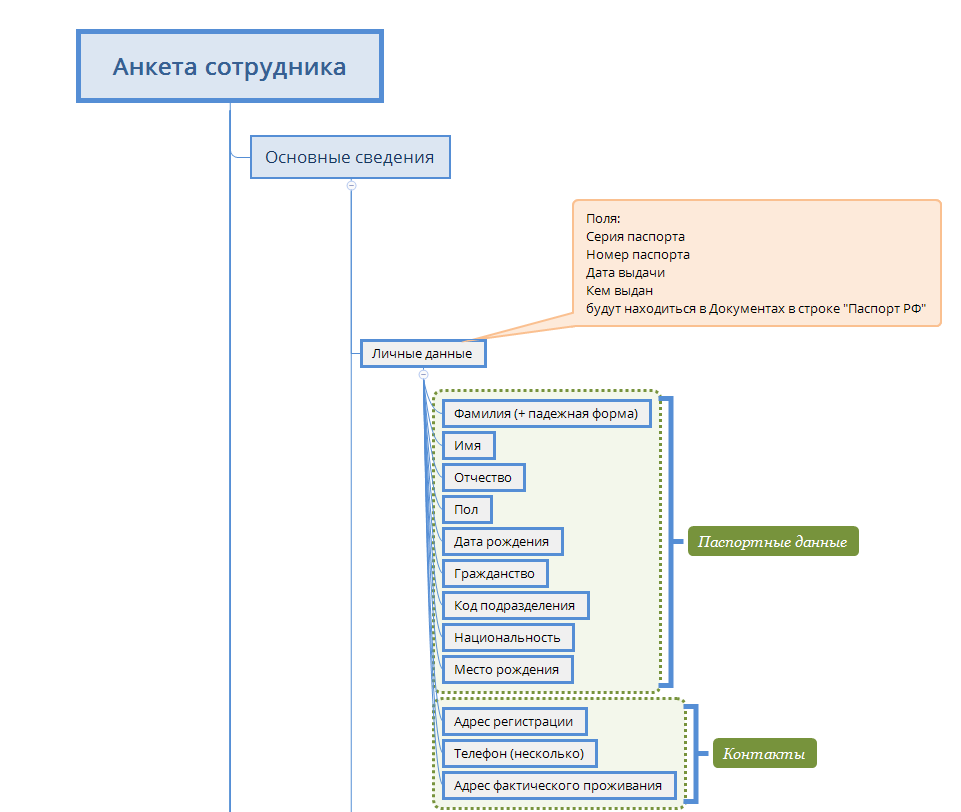 Анкета сотрудника
Основные сведения
Поля:
Серия паспорта
Номер паспорта
Дата выдачи
Кем выдан
будут находиться в Документах в строке "Паспорт РФ"
Личные данные
Фамилия (+ падежная форма)
Имя
Отчество
Пол
Дата рождения
Гражданство
Код подразделения
Национальность
Место рождения
Паспортные данные
Адрес регистрации
Телефон (несколько)
Адрес фактического проживания
Контакты